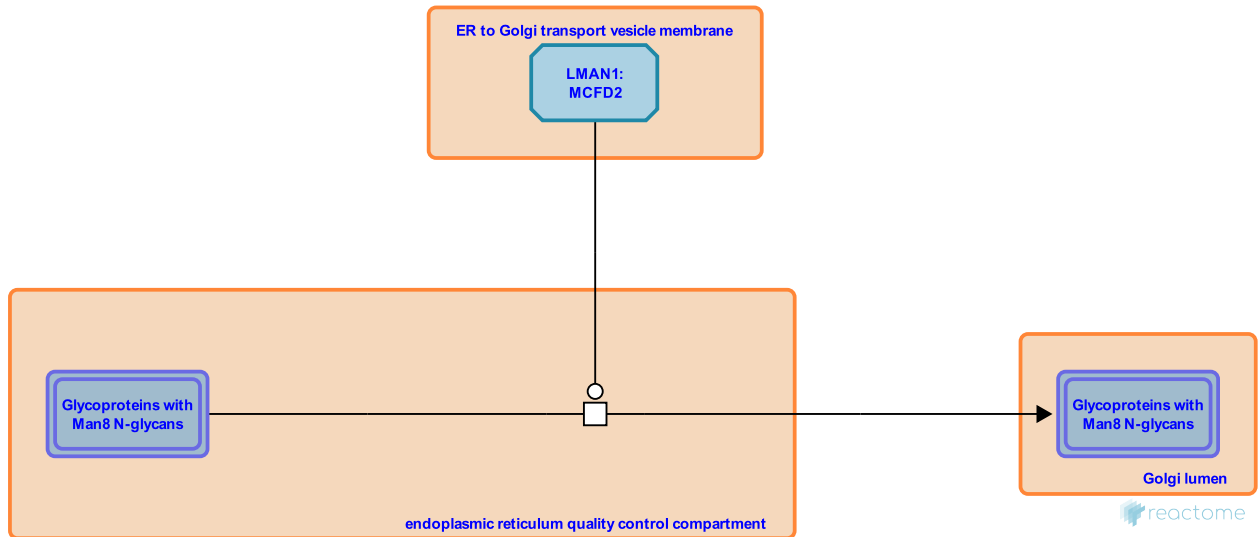 ER to Golgi transport vesicle membrane
LMAN1:
MCFD2
Glycoproteins with
Man8 N-glycans
Glycoproteins with
Man8 N-glycans
Golgi lumen
endoplasmic reticulum quality control compartment
reactome